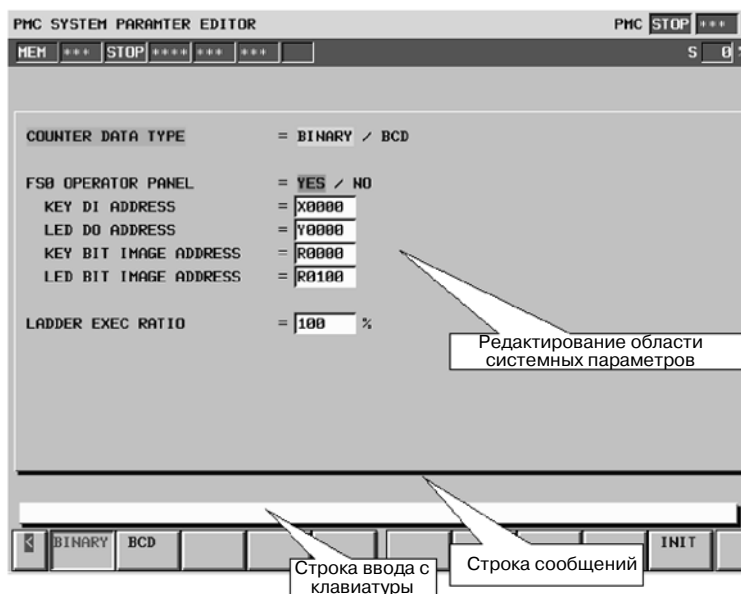 PMC SYSTEM PARAMTER EDITOR PMC STOP ***
MEM *** STOP **** *** *** S 0 %
COUNTER DATA TYPE = BINARY / BCD
FS0 OPERATOR PANEL = YES / NO
KEY DI ADDRESS = X0000
LED DO ADDRESS = Y0000
KEY BIT IMAGE ADDRESS = R0000
LED BIT IMAGE ADDRESS = R0100
LADDER EXEC RATIO = 100 %
Редактирование области
системных параметров
< BINARY BCD INIT
Строка ввода с
клавиатуры
Строка сообщений